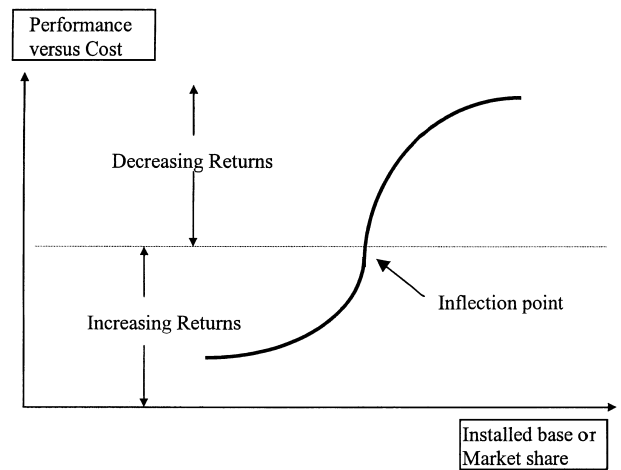 Performance
versus Cost
Decreasing Returns
Increasing Returns
Inflection point
Installed base or
Market share